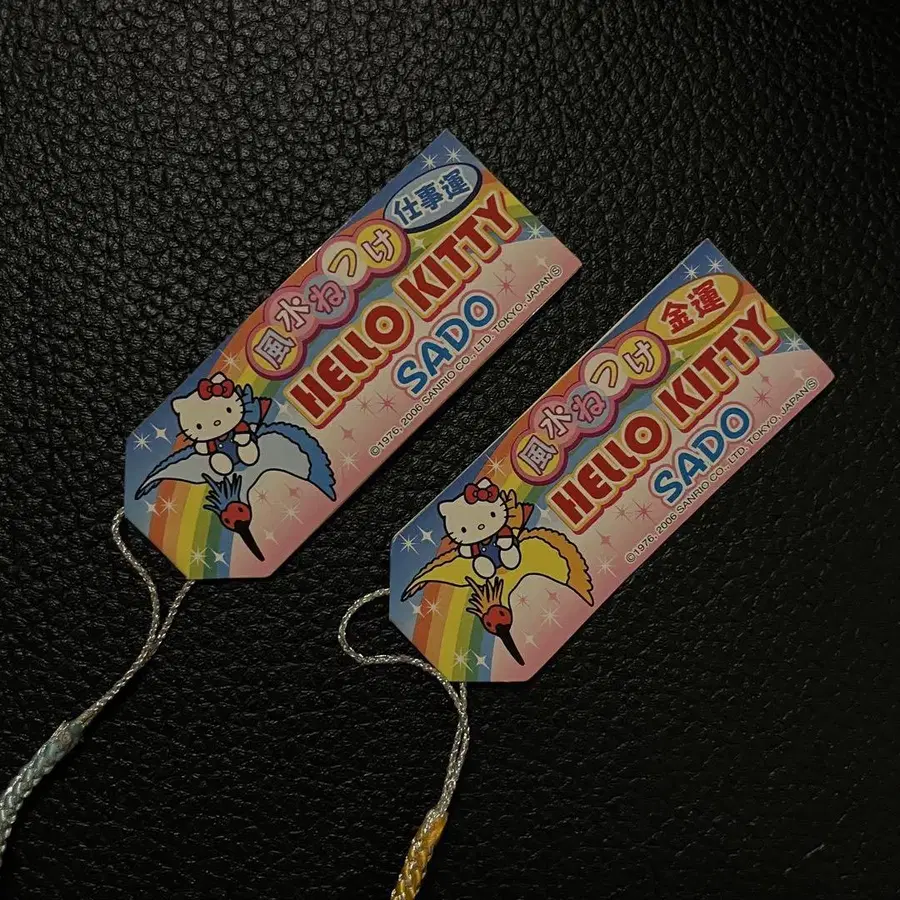 仕事運
風水ねつけ
HELLO KITTY
SADO
©1976, 2006 SANRIO CO., LTD. TOKYO, JAPAN Ⓢ
金運
風水ねつけ
HELLO KITTY
SADO
©1976, 2006 SANRIO CO., LTD. TOKYO, JAPAN Ⓢ